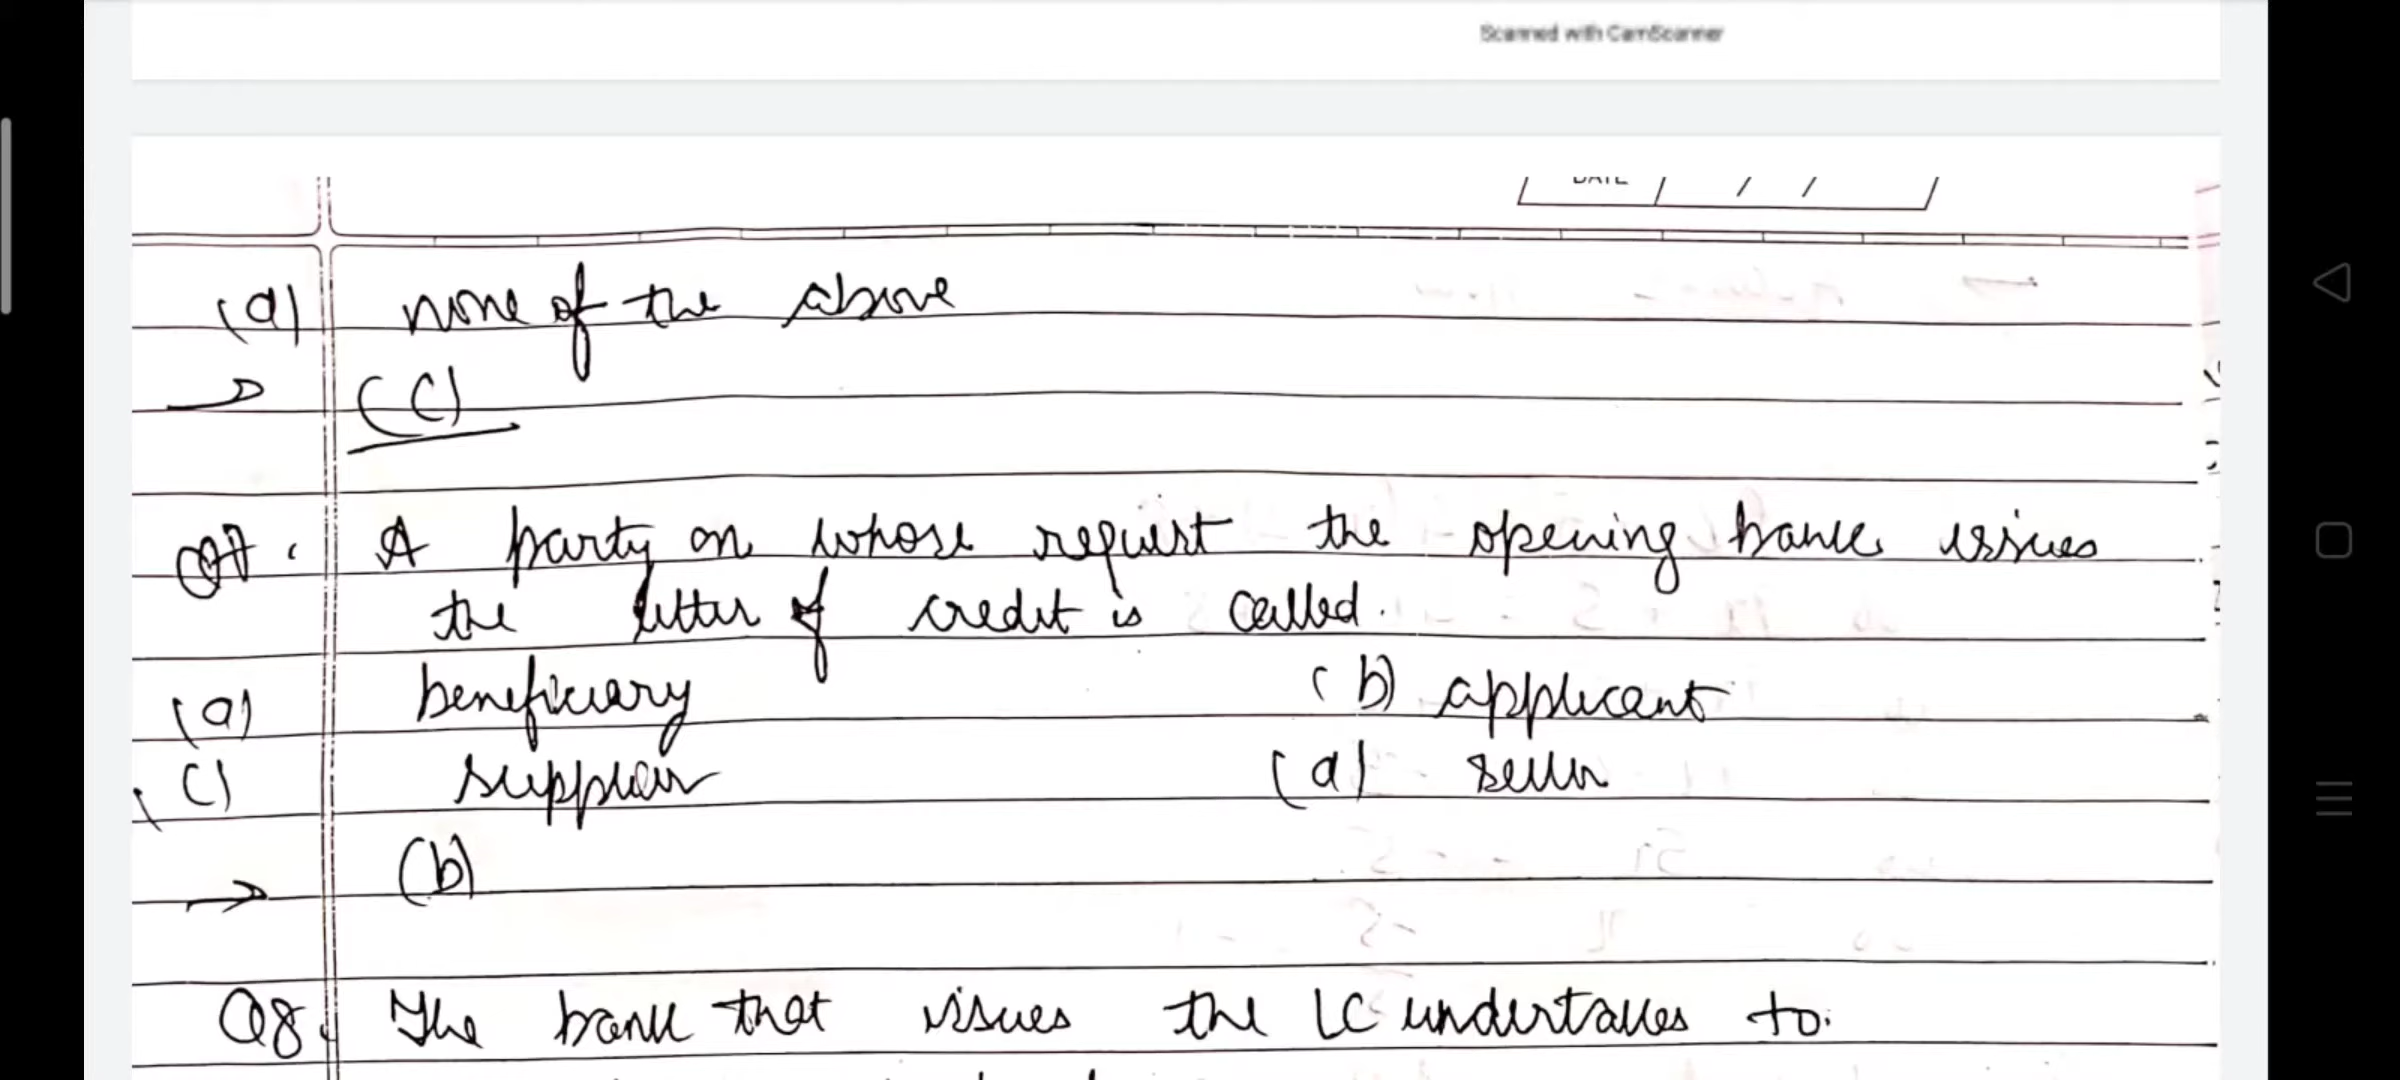 Scanned with CamScanner
DATE / /
(d) none of the above
→ (C)
Q7. A party on whose request the opening bank issues
the letter of credit is called.
(a) beneficiary (b) applicant
(c) supplier (d) seller
→ (b)
Q8. The bank that issues the LC undertakes to.